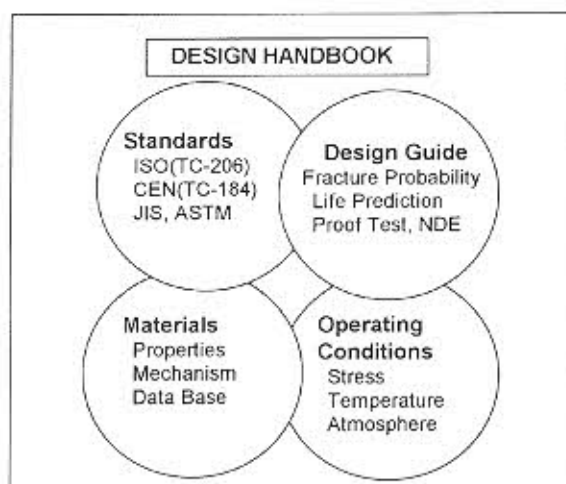 DESIGN HANDBOOK
Standards
ISO(TC-206)
CEN(TC-184)
JIS, ASTM
Design Guide
Fracture Probability
Life Prediction
Proof Test, NDE
Materials
Properties
Mechanism
Data Base
Operating
Conditions
Stress
Temperature
Atmosphere